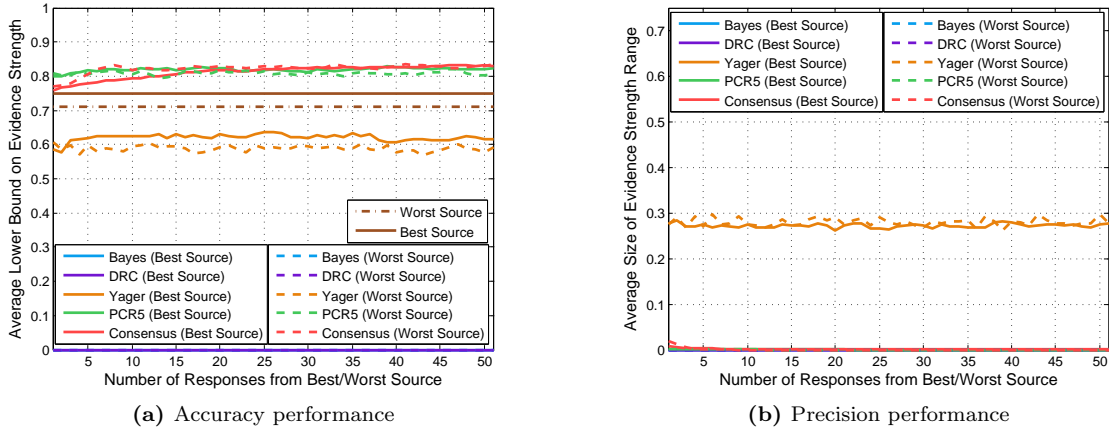 Average Lower Bound on Evidence Strength
1
0.9
0.8
0.7
0.6
0.5
0.4
0.3
0.2
0.1
0
Worst Source
Best Source
Bayes (Best Source)
DRC (Best Source)
Yager (Best Source)
PCR5 (Best Source)
Consensus (Best Source)
Bayes (Worst Source)
DRC (Worst Source)
Yager (Worst Source)
PCR5 (Worst Source)
Consensus (Worst Source)
5 10 15 20 25 30 35 40 45 50
Number of Responses from Best/Worst Source
(a) Accuracy performance
Average Size of Evidence Strength Range
0.7
0.6
0.5
0.4
0.3
0.2
0.1
0
Bayes (Best Source)
DRC (Best Source)
Yager (Best Source)
PCR5 (Best Source)
Consensus (Best Source)
Bayes (Worst Source)
DRC (Worst Source)
Yager (Worst Source)
PCR5 (Worst Source)
Consensus (Worst Source)
5 10 15 20 25 30 35 40 45 50
Number of Responses from Best/Worst Source
(b) Precision performance